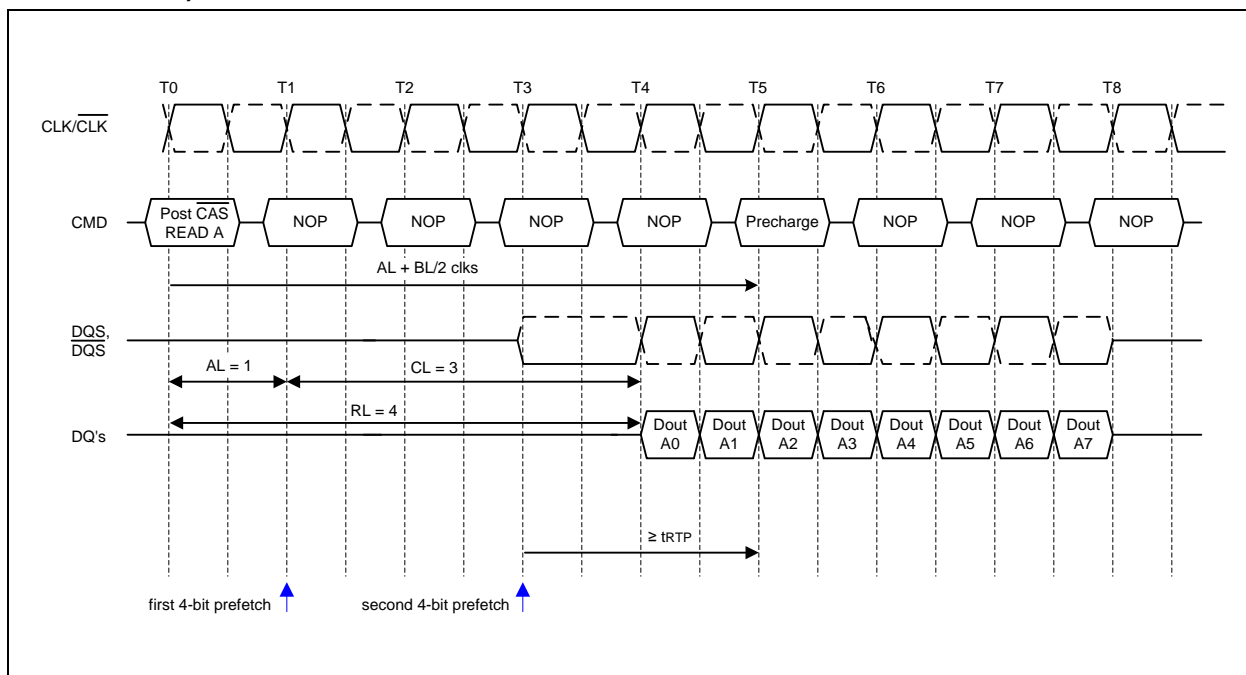 T0 T1 T2 T3 T4 T5 T6 T7 T8
CLK/CLK
CMD
Post CAS
READ A
NOP NOP NOP NOP Precharge NOP NOP NOP
AL + BL/2 clks
DQS,
DQS
AL = 1
CL = 3
RL = 4
DQ's
Dout
A0
Dout
A1
Dout
A2
Dout
A3
Dout
A4
Dout
A5
Dout
A6
Dout
A7
≥ tRTP
first 4-bit prefetch
second 4-bit prefetch